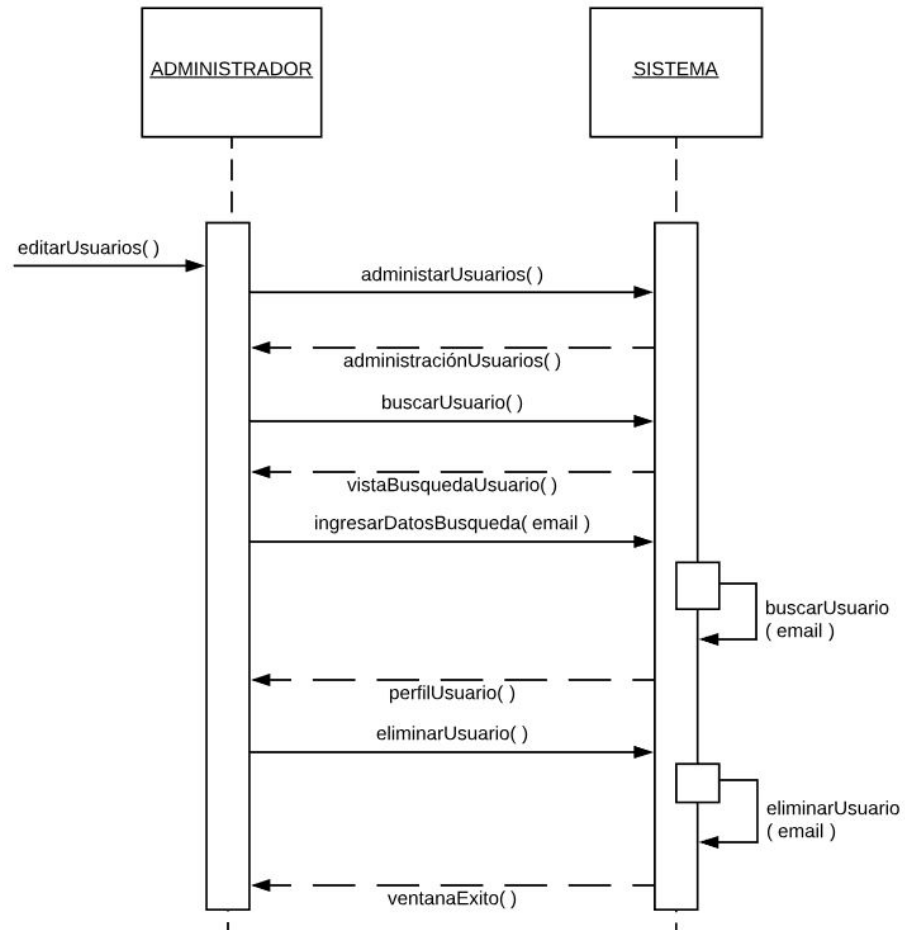 ADMINISTRADOR
SISTEMA
editarUsuarios( )
administarUsuarios( )
administraciónUsuarios( )
buscarUsuario( )
vistaBusquedaUsuario( )
ingresarDatosBusqueda( email )
buscarUsuario
( email )
perfilUsuario( )
eliminarUsuario( )
eliminarUsuario
( email )
ventanaExito( )